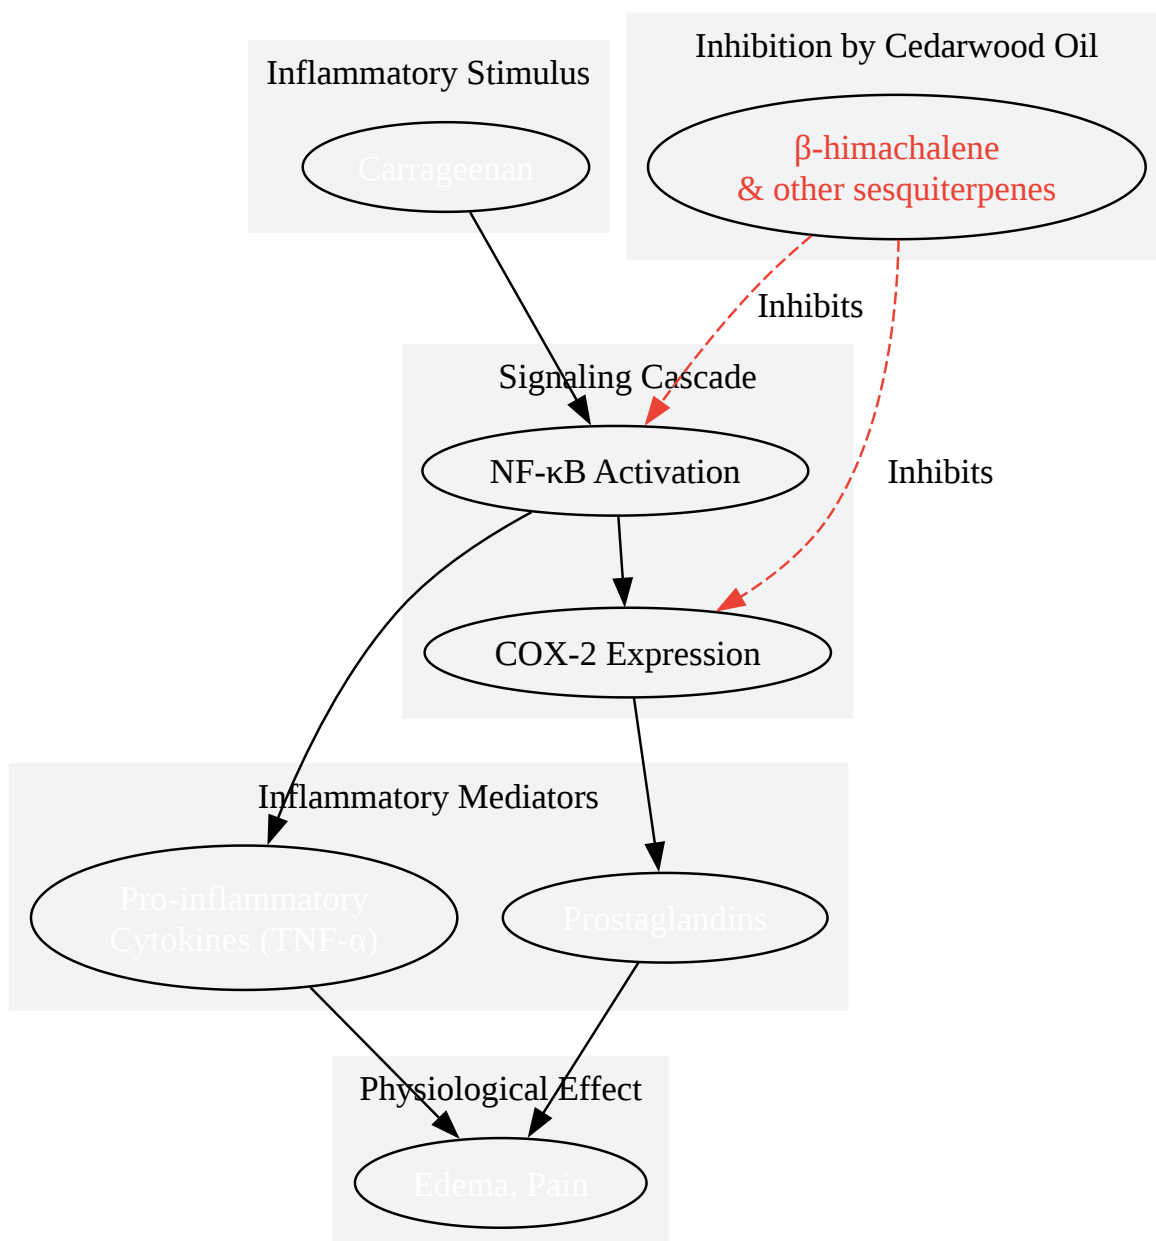 Inhibition by Cedarwood Oil
Inflammatory Stimulus
β-himachalene
& other sesquiterpenes
Carrageenan
Inhibits
Signaling Cascade
NF-κB Activation
Inhibits
COX-2 Expression
Inflammatory Mediators
Pro-inflammatory
Cytokines (TNF-α)
Prostaglandins
Physiological Effect
Edema, Pain